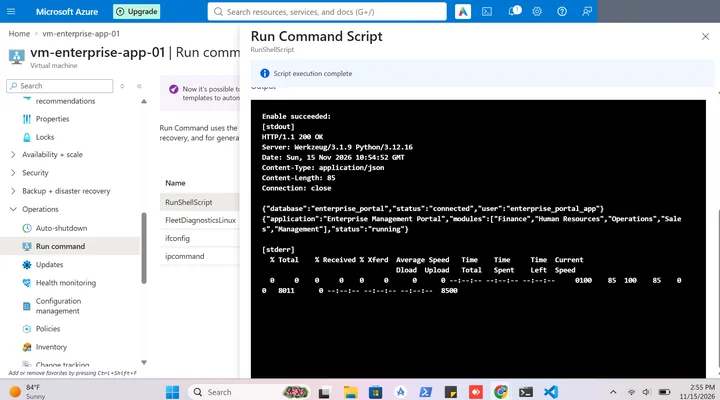 Microsoft Azure
Upgrade
Search resources, services, and docs (G+/)
1
Home > vm-enterprise-app-01
vm-enterprise-app-01 | Run comm
Virtual machine
Search
recommendations
Properties
Locks
Availability + scale
Security
Backup + disaster recovery
Operations
Auto-shutdown
Run command
Updates
Health monitoring
Configuration
management
Policies
Inventory
Change tracking
Add or remove favorites by pressing Ctrl+Shift+F
Now it's possible to
templates to autom
Run Command uses the
recovery, and for genera
Name
RunShellScript
FleetDiagnosticsLinux
ifconfig
ipcommand
Run Command Script
RunShellScript
Script execution complete
Output
Enable succeeded:
[stdout]
HTTP/1.1 200 OK
Server: Werkzeug/3.1.9 Python/3.12.16
Date: Sun, 15 Nov 2026 10:54:52 GMT
Content-Type: application/json
Content-Length: 85
Connection: close
{"database":"enterprise_portal","status":"connected","user":"enterprise_portal_app"}
{"application":"Enterprise Management Portal","modules":["Finance","Human Resources","Operations","Sale
s","Management"],"status":"running"}
[stderr]
% Total % Received % Xferd Average Speed Time Time Time Current
Dload Upload Total Spent Left Speed
0 0 0 0 0 0 0 0 --:--:-- --:--:-- --:--:-- 0100 85 100 85 0
0 8011 0 --:--:-- --:--:-- --:--:-- 8500
84°F
Sunny
Search
2:55 PM
11/15/2026